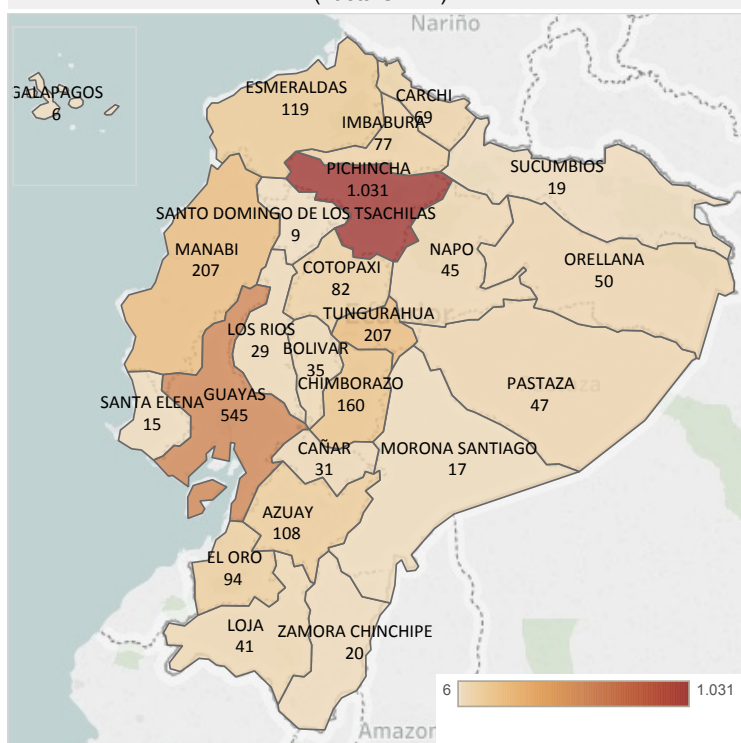 Nariño
GALAPAGOS
6
ESMERALDAS
119
CARCHI
69
IMBABURA
77
PICHINCHA
1.031
SUCUMBIOS
19
SANTO DOMINGO DE LOS TSACHILAS
9
MANABI
207
NAPO
45
ORELLANA
50
COTOPAXI
82
TUNGURAHUA
207
LOS RIOS
29
BOLIVAR
35
CHIMBORAZO
160
PASTAZA
47
SANTA ELENA
15
GUAYAS
545
CAÑAR
31
MORONA SANTIAGO
17
AZUAY
108
EL ORO
94
LOJA
41
ZAMORA CHINCHIPE
20
6
1.031
Amazon